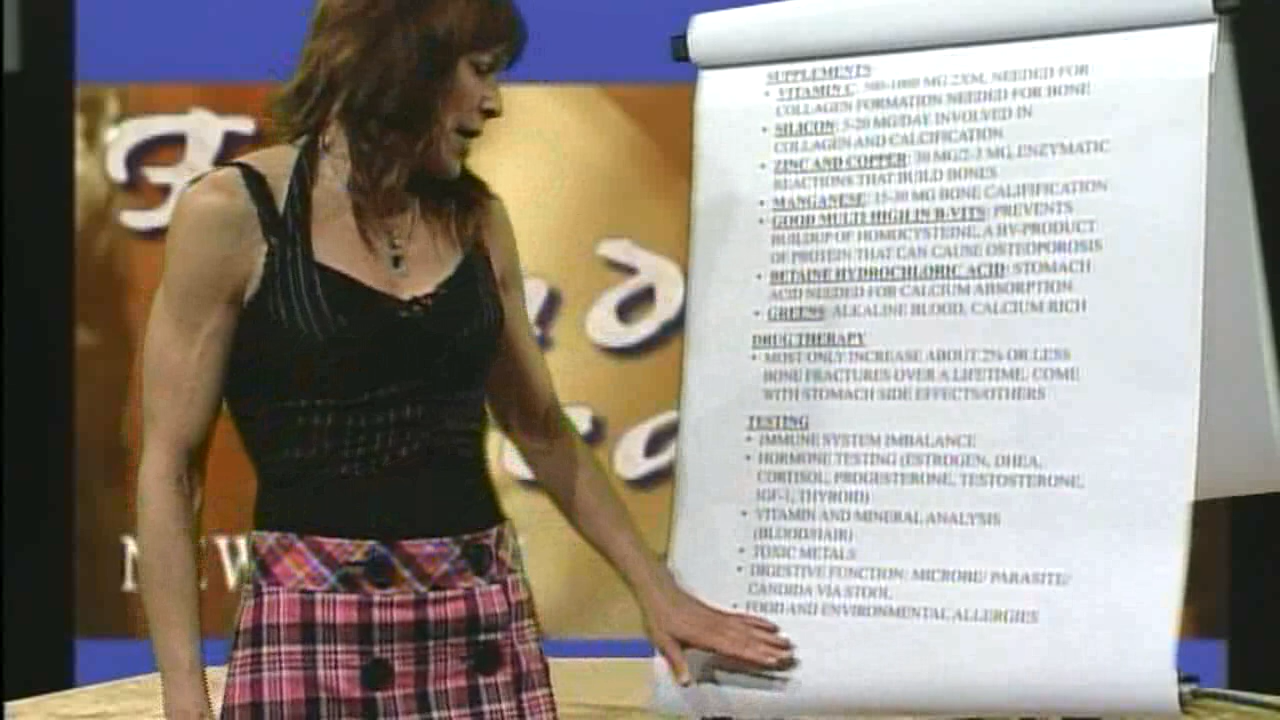 SUPPLEMENTS
• VITAMIN C: 500-1000 MG 2XM, NEEDED FOR
COLLAGEN FORMATION NEEDED FOR BONE
• SILICON: 5-20 MG/DAY INVOLVED IN
COLLAGEN AND CALCIFICATION
• ZINC AND COPPER: 30 MG/2-3 MG, ENZYMATIC
REACTIONS THAT BUILD BONES
• MANGANESE: 15-30 MG BONE CALIFIFICATION
• GOOD MULTI HIGH IN B-VITS: PREVENTS
BUILDUP OF HOMOCYSTEINE, A BY-PRODUCT
OF PROTEIN THAT CAN CAUSE OSTEOPOROSIS
• BETAINE HYDROCHLORIC ACID: STOMACH
ACID NEEDED FOR CALCIUM ABSORPTION
• GREENS: ALKALINE BLOOD, CALCIUM RICH
DRUG THERAPY
• MOST ONLY INCREASE ABOUT 2% OR LESS
BONE FRACTURES OVER A LIFETIME, COME
WITH STOMACH SIDE EFFECTS/OTHERS
TESTING
• IMMUNE SYSTEM IMBALANCE
• HORMONE TESTING (ESTROGEN, DHEA,
CORTISOL, PROGESTERONE, TESTOSTERONE,
IGF-1, THYROID)
• VITAMIN AND MINERAL ANALYSIS
(BLOOD/HAIR)
• TOXIC METALS
• DIGESTIVE FUNCTION/ MICROBE/ PARASITE/
CANDIDA VIA STOOL
• FOOD AND ENVIRONMENTAL ALLERGIES
NEW